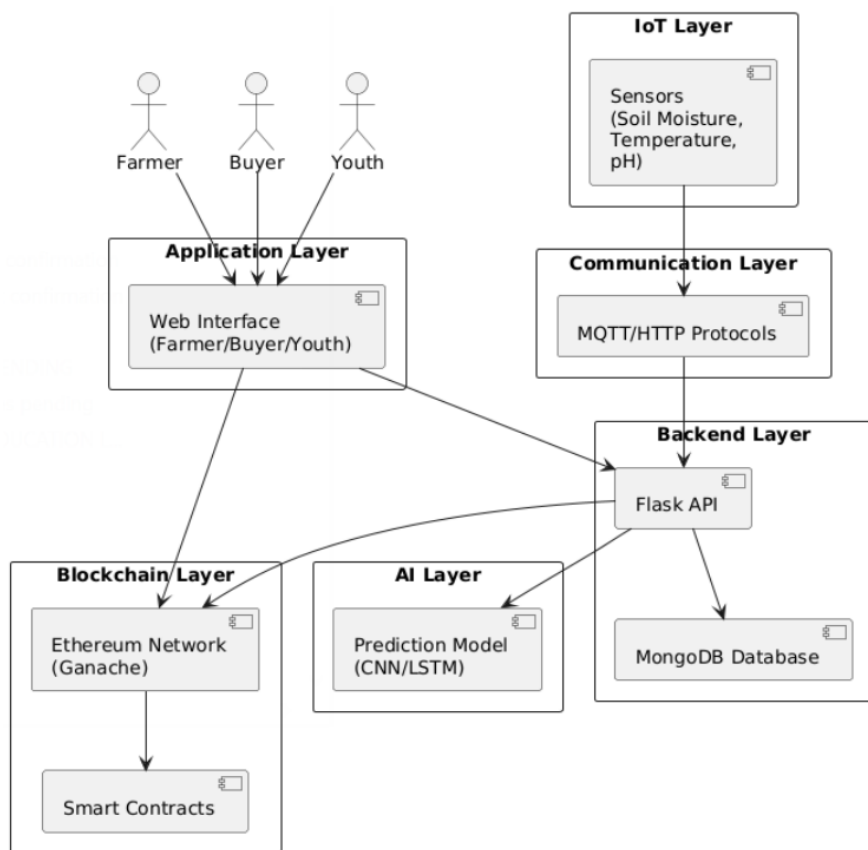 IoT Layer
Sensors
(Soil Moisture,
Temperature,
pH)
Farmer
Buyer
Youth
Application Layer
Web Interface
(Farmer/Buyer/Youth)
Communication Layer
MQTT/HTTP Protocols
Backend Layer
Flask API
MongoDB Database
Blockchain Layer
Ethereum Network
(Ganache)
Smart Contracts
AI Layer
Prediction Model
(CNN/LSTM)